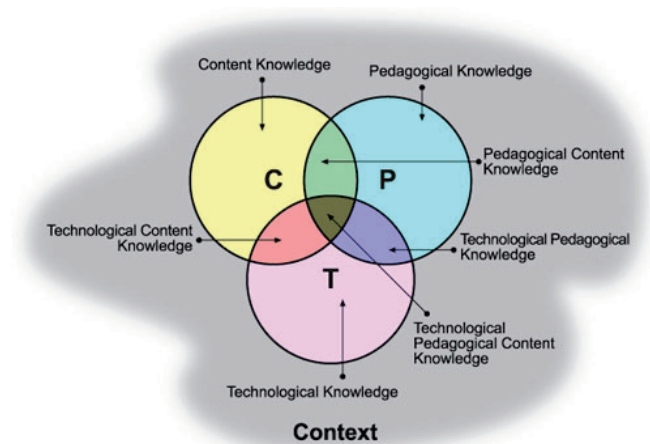 Content Knowledge
Pedagogical Knowledge
C
P
Pedagogical Content
Knowledge
Technological Content
Knowledge
Technological Pedagogical
Knowledge
T
Technological
Pedagogical Content
Knowledge
Technological Knowledge
Context